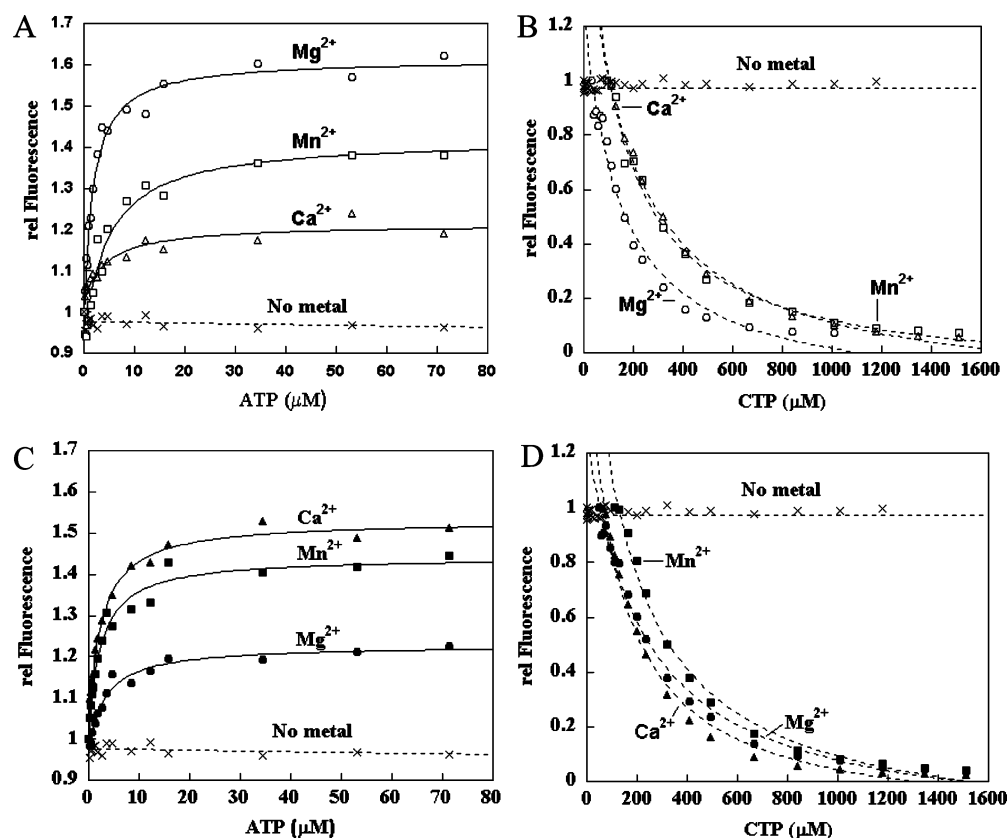 A
1.7
1.6
1.5
1.4
1.3
1.2
1.1
1
0.9
rel Fluorescence
Mg2+
Mn2+
Ca2+
No metal
0 10 20 30 40 50 60 70 80
ATP (μM)
B
1.2
1
0.8
0.6
0.4
0.2
0
rel Fluorescence
No metal
Ca2+
Mn2+
Mg2+
0 200 400 600 800 1000 1200 1400 1600
CTP (μM)
C
1.7
1.6
1.5
1.4
1.3
1.2
1.1
1
0.9
rel Fluorescence
Ca2+
Mn2+
Mg2+
No metal
0 10 20 30 40 50 60 70 80
ATP (μM)
D
1.2
1
0.8
0.6
0.4
0.2
0
rel Fluorescence
No metal
Mn2+
Mg2+
Ca2+
0 200 400 600 800 1000 1200 1400 1600
CTP (μM)